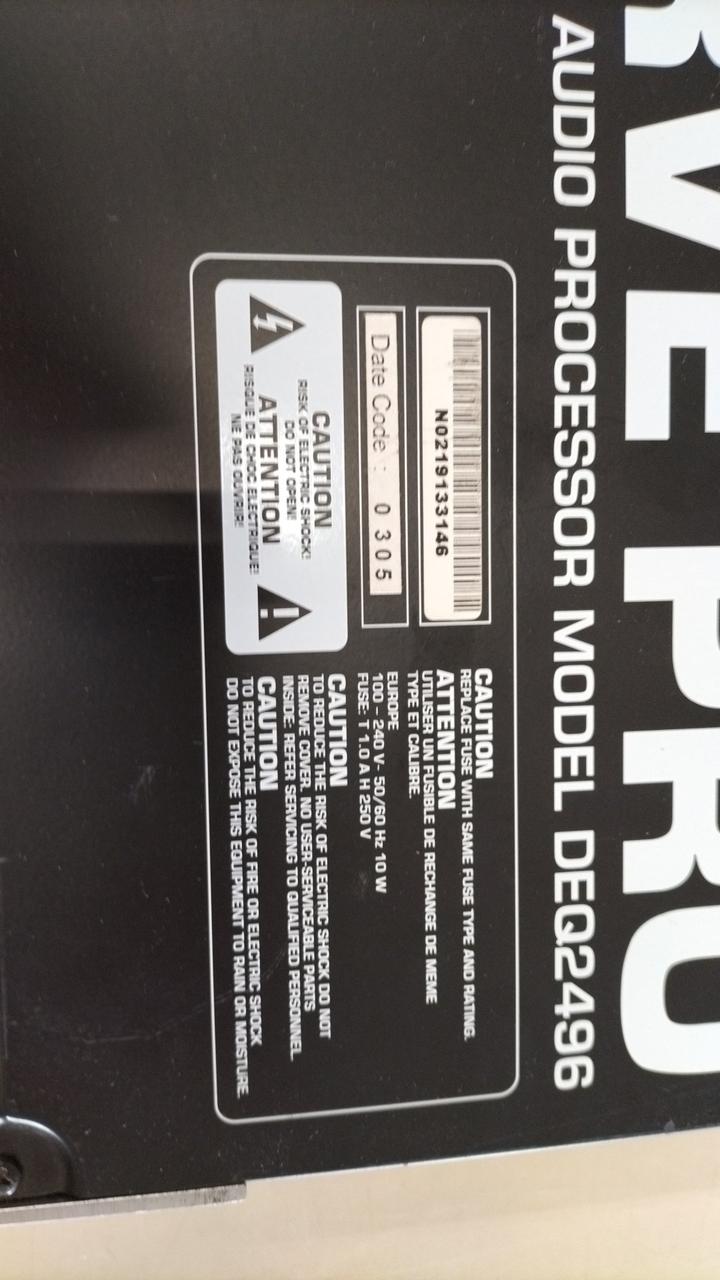 RVE PRO
AUDIO PROCESSOR MODEL DEQ2496
N0219133146
Date Code : 0305
CAUTION
RISK OF ELECTRIC SHOCK!
DO NOT OPEN!
ATTENTION
RISQUE DE CHOC ELECTRIQUE!
NE PAS OUVRIR!
CAUTION
REPLACE FUSE WITH SAME FUSE TYPE AND RATING.
ATTENTION
UTILISER UN FUSIBLE DE RECHANGE DE MEME
TYPE ET CALIBRE.
EUROPE
100 - 240 V~ 50/60 Hz 10 W
FUSE: T 1.0 A H 250 V
CAUTION
TO REDUCE THE RISK OF ELECTRIC SHOCK DO NOT
REMOVE COVER. NO USER-SERVICEABLE PARTS
INSIDE: REFER SERVICING TO QUALIFIED PERSONNEL.
CAUTION
TO REDUCE THE RISK OF FIRE OR ELECTRIC SHOCK
DO NOT EXPOSE THIS EQUIPMENT TO RAIN OR MOISTURE.